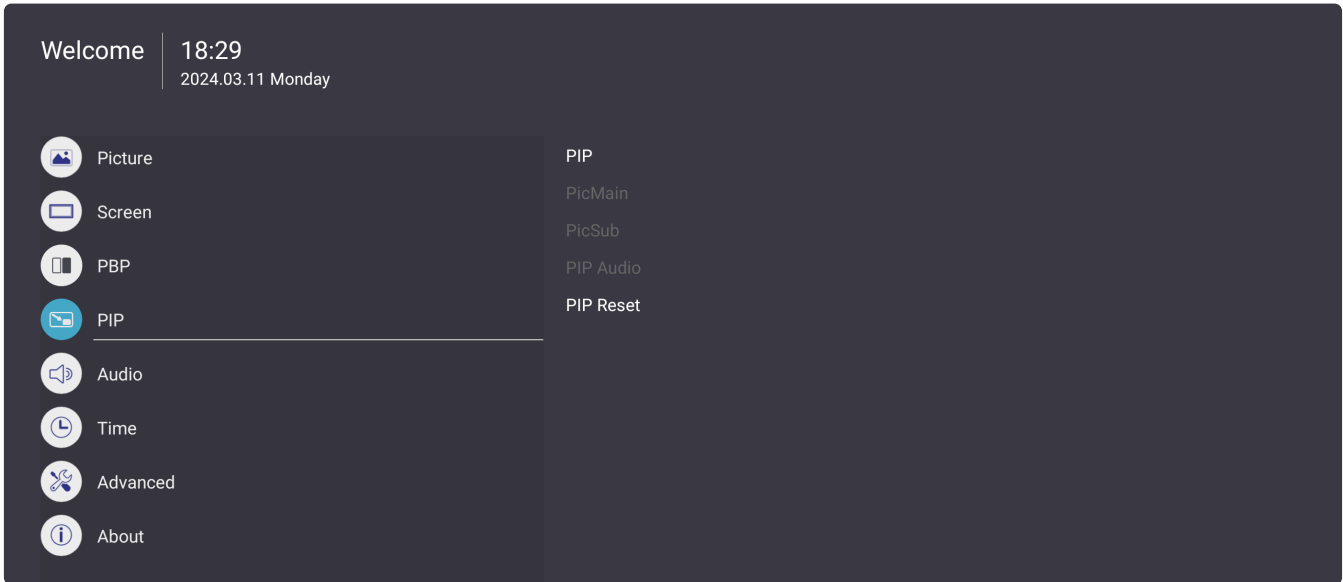 Welcome
18:29
2024.03.11 Monday
Picture
Screen
PBP
PIP
Audio
Time
Advanced
About
PIP
PicMain
PicSub
PIP Audio
PIP Reset